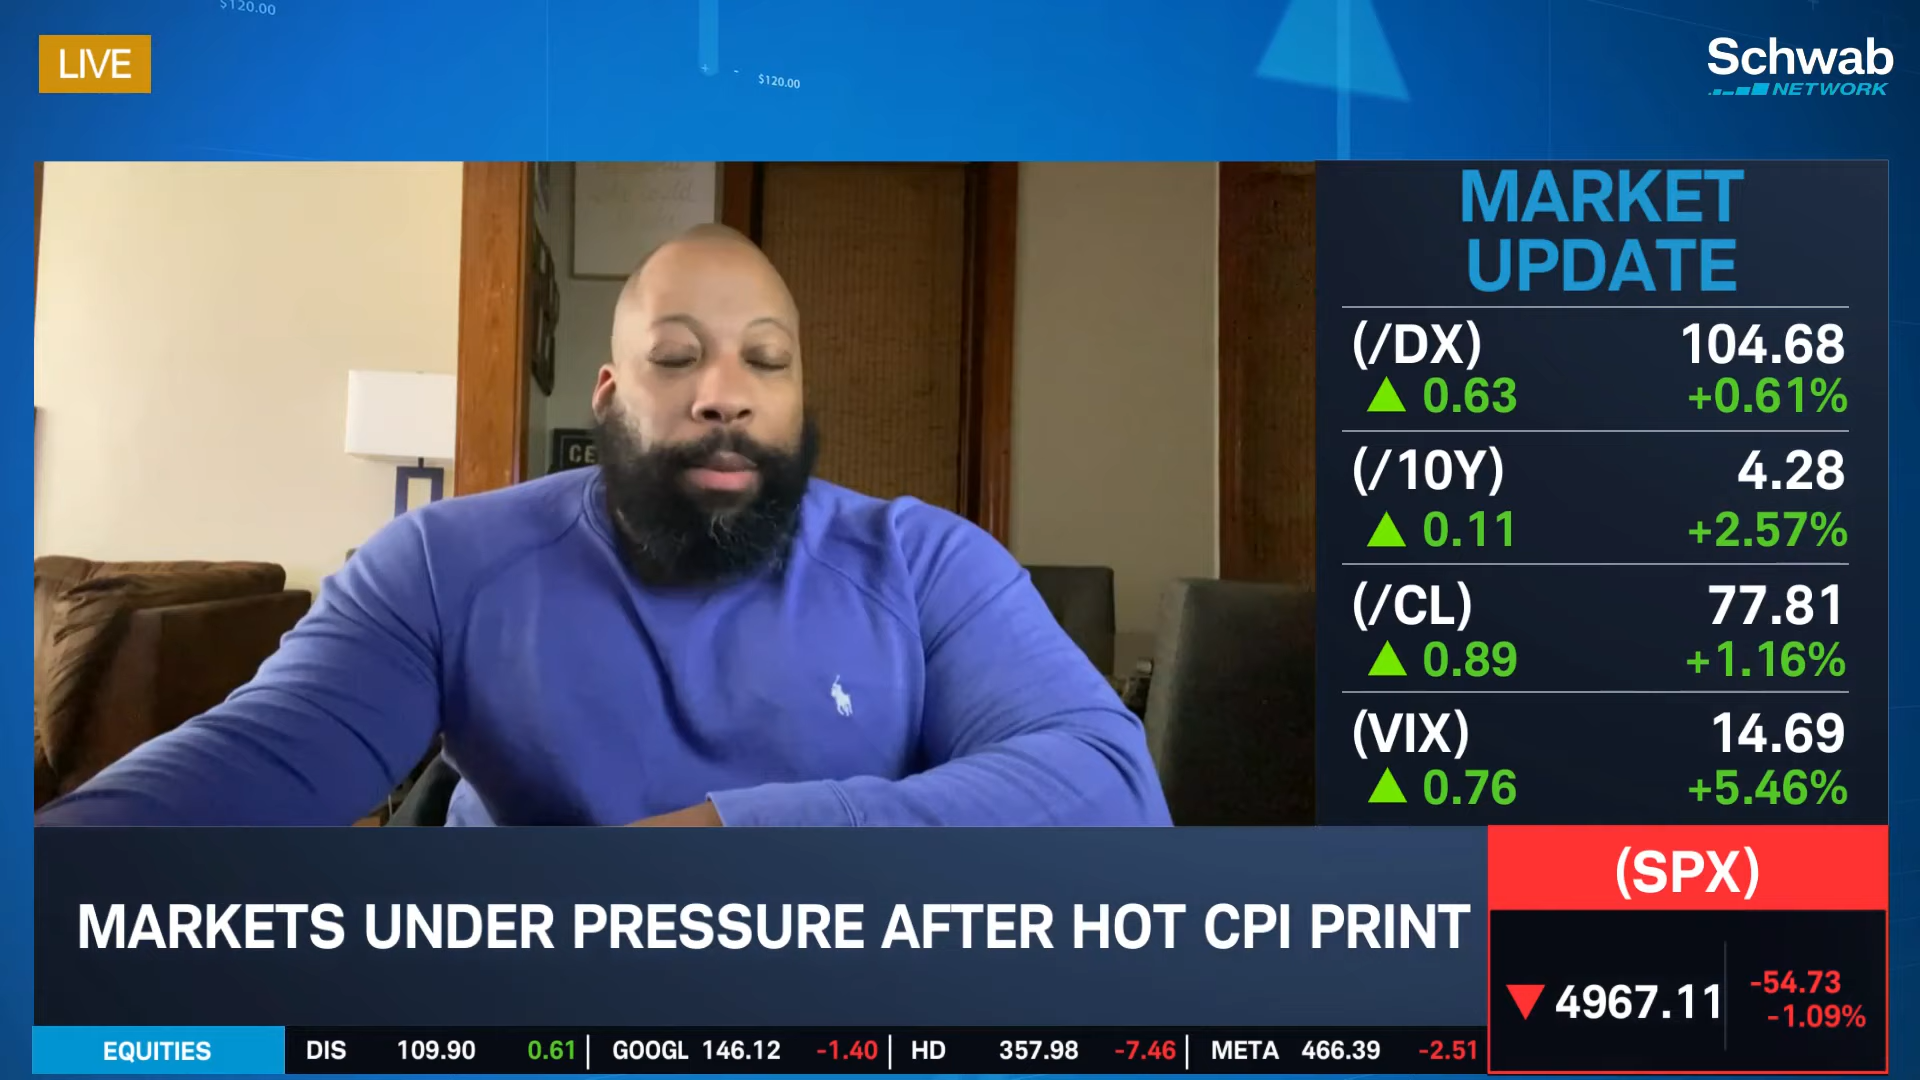 $120.00
$120.00
LIVE
Schwab
NETWORK
MARKET
UPDATE
(/DX) 104.68
▲ 0.63 +0.61%
(/10Y) 4.28
▲ 0.11 +2.57%
(/CL) 77.81
▲ 0.89 +1.16%
(VIX) 14.69
▲ 0.76 +5.46%
CE
MARKETS UNDER PRESSURE AFTER HOT CPI PRINT
(SPX)
▼ 4967.11 -54.73
-1.09%
EQUITIES DIS 109.90 0.61 | GOOGL 146.12 -1.40 | HD 357.98 -7.46 | META 466.39 -2.51